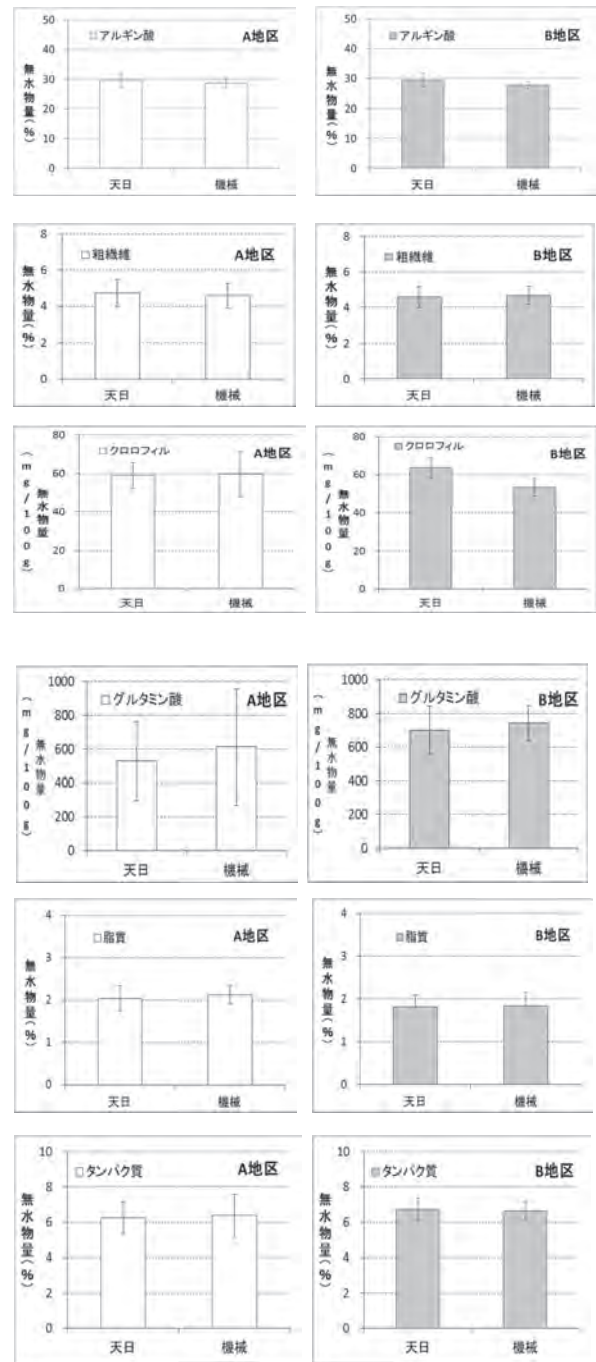 アルギン酸 A地区
50
40
30
20
10
0
無水物量(%)
天日 機械
アルギン酸 B地区
50
40
30
20
10
0
無水物量(%)
天日 機械
粗繊維 A地区
8
6
4
2
0
無水物量(%)
天日 機械
粗繊維 B地区
8
6
4
2
0
無水物量(%)
天日 機械
クロロフィル A地区
80
60
40
20
0
無水物量
(mg/100g)
天日 機械
クロロフィル B地区
80
60
40
20
0
無水物量
(mg/100g)
天日 機械
グルタミン酸 A地区
1000
800
600
400
200
0
無水物量
(mg/100g)
天日 機械
グルタミン酸 B地区
1000
800
600
400
200
0
無水物量
(mg/100g)
天日 機械
脂質 A地区
4
3
2
1
0
無水物量(%)
天日 機械
脂質 B地区
4
3
2
1
0
無水物量(%)
天日 機械
タンパク質 A地区
10
8
6
4
2
0
無水物量(%)
天日 機械
タンパク質 B地区
10
8
6
4
2
0
無水物量(%)
天日 機械